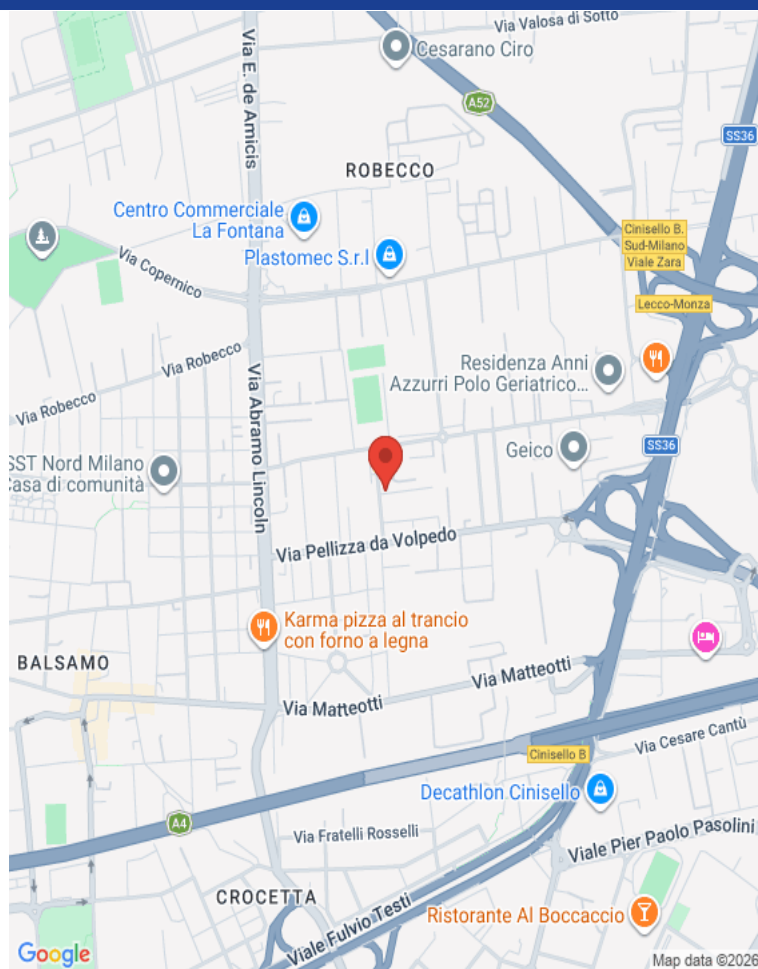 Via Valosa di Sotto
Cesarano Ciro
Via E. de Amicis
A52
SS36
ROBECCO
Centro Commerciale
La Fontana
Cinisello B.
Sud-Milano
Viale Zara
Plastomec S.r.l
Via Copernico
Lecco-Monza
Via Robecco
Residenza Anni
Azzurri Polo Geriatrico...
Via Robecco
Via Abramo Lincoln
SS36
Geico
SST Nord Milano
Casa di comunità
Via Pellizza da Volpedo
Karma pizza al trancio
con forno a legna
BALSAMO
Via Matteotti
Via Matteotti
Via Cesare Cantù
Cinisello B
Decathlon Cinisello
A4
Via Fratelli Rosselli
Viale Pier Paolo Pasolini
CROCETTA
Viale Fulvio Testi
Ristorante Al Boccaccio
Google
Map data ©2026